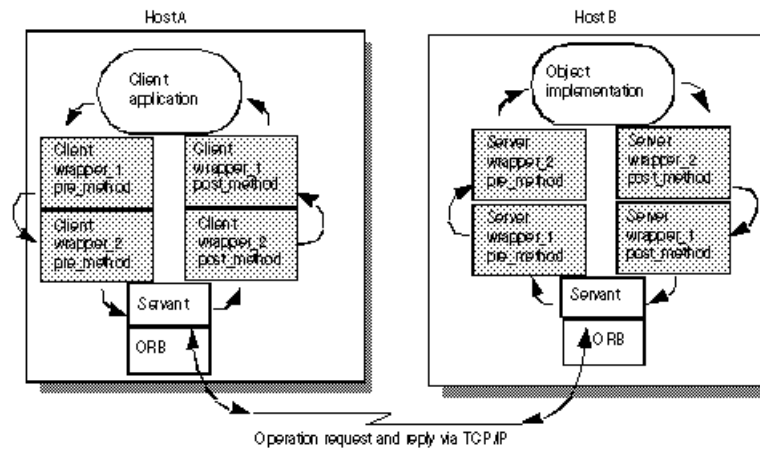 Host A
Client
application
Client
wrapper_1
pre_method
Client
wrapper_1
post_method
Client
wrapper_2
pre_method
Client
wrapper_2
post_method
Servant
ORB
Host B
Object
implementation
Server
wrapper_2
pre_method
Server
wrapper_2
post_method
Server
wrapper_1
pre_method
Server
wrapper_1
post_method
Servant
ORB
Operation request and reply via TCP/IP